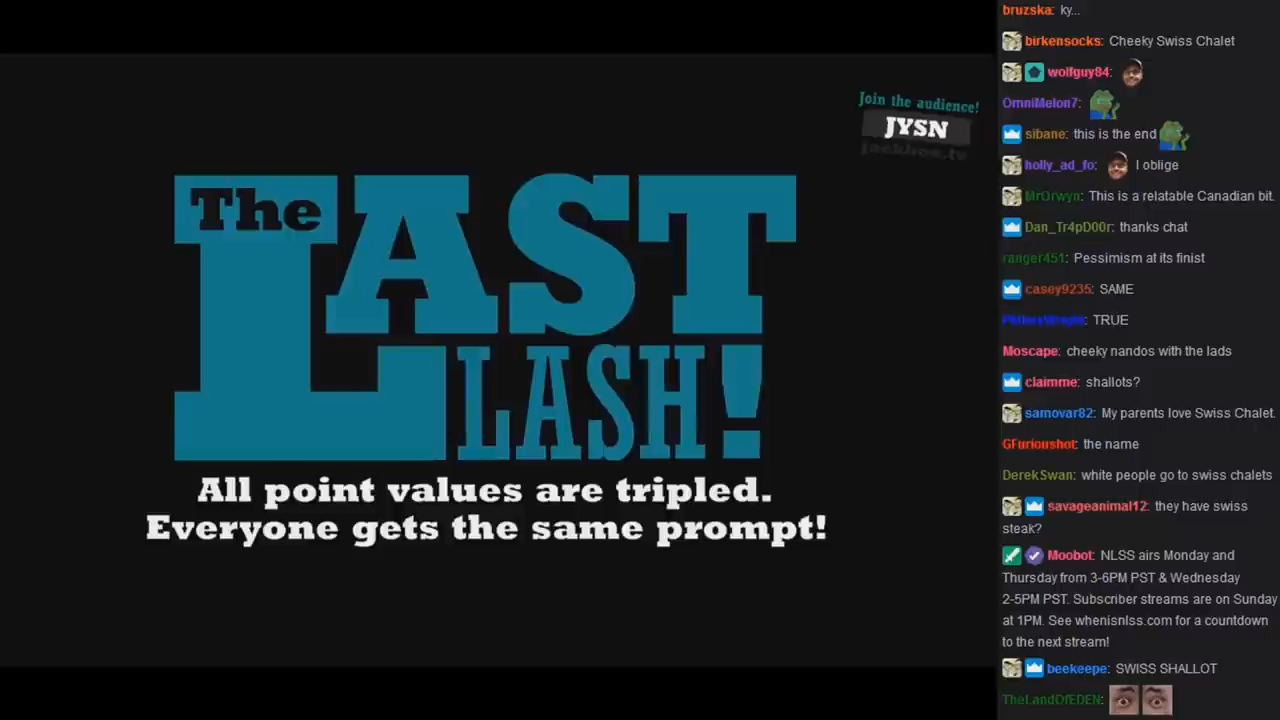 Join the audience!
JYSN
jackbox.tv
The LAST
LASH!
All point values are tripled.
Everyone gets the same prompt!
bruzska: ky...
birkensocks: Cheeky Swiss Chalet
wolfguy84:
OmniMelon7:
sibane: this is the end
holly_ad_fo: I oblige
MrOrwyn: This is a relatable Canadian bit.
Dan_Tr4pD00r: thanks chat
ranger451: Pessimism at its finist
casey9235: SAME
TRUE
Moscape: cheeky nandos with the lads
claimme: shallots?
samovar82: My parents love Swiss Chalet.
GFuriourshot: the name
DerekSwan: white people go to swiss chalets
savageanimal12: they have swiss
steak?
Moobot: NLSS airs Monday and
Thursday from 3-6PM PST & Wednesday
2-5PM PST. Subscriber streams are on Sunday
at 1PM. See whenisnlss.com for a countdown
to the next stream!
beekeepe: SWISS SHALLOT
TheLandOfEDEN: